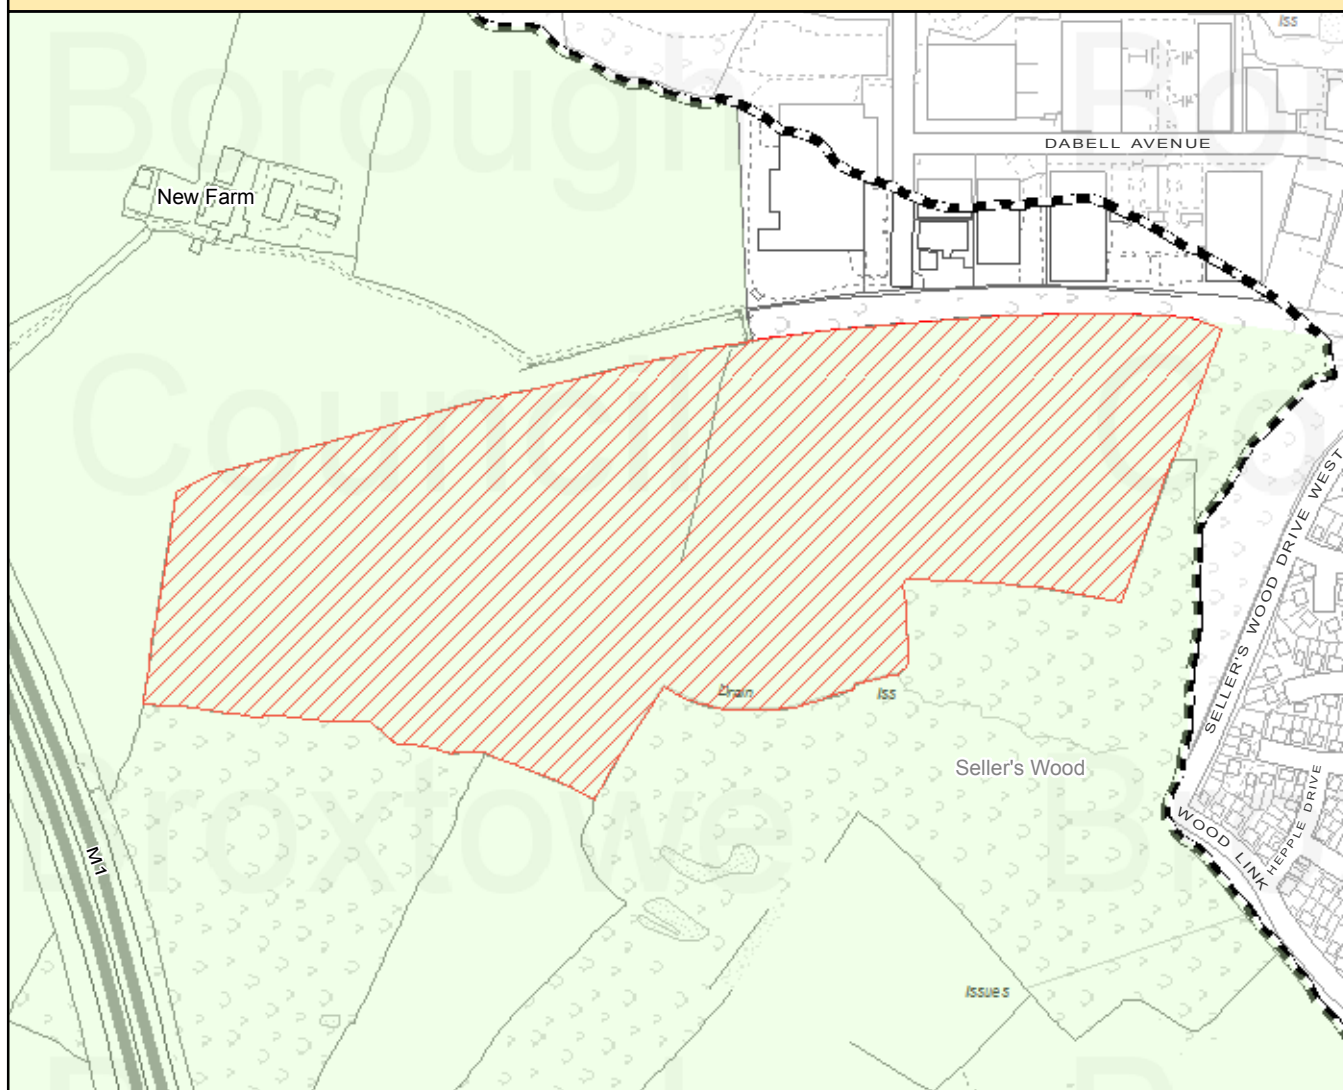 Iss
DABELL AVENUE
New Farm
Borough
Council
SELLER'S WOOD DRIVE WEST
Drain
Iss
Seller's Wood
M1
WOOD LINK
HEPPLE DRIVE
Broxtowe
Issues